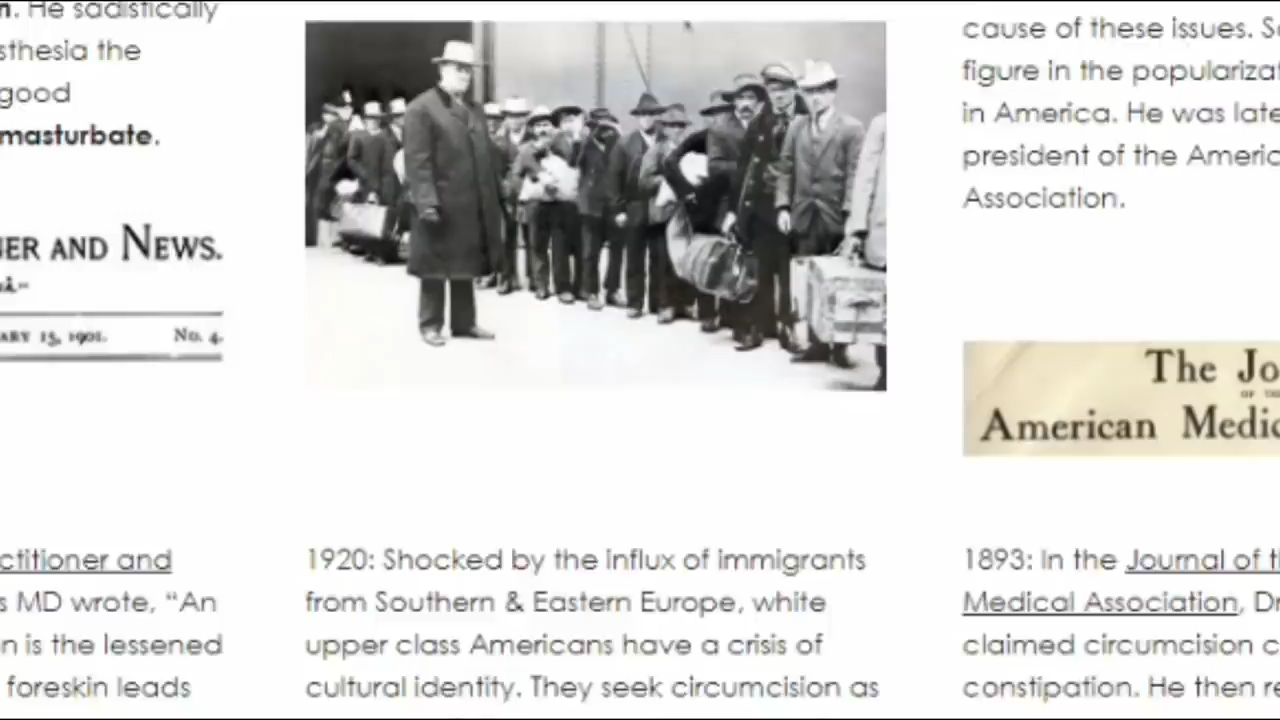 . He sadistically
sthesia the
good
masturbate.
NER AND NEWS.
ARY 15, 1901. No. 4.
ctitioner and
s MD wrote, “An
n is the lessened
foreskin leads
1920: Shocked by the influx of immigrants
from Southern & Eastern Europe, white
upper class Americans have a crisis of
cultural identity. They seek circumcision as
cause of these issues. S
figure in the popularizat
in America. He was late
president of the Americ
Association.
The Jo
American Medic
1893: In the Journal of t
Medical Association, D
claimed circumcision c
constipation. He then re